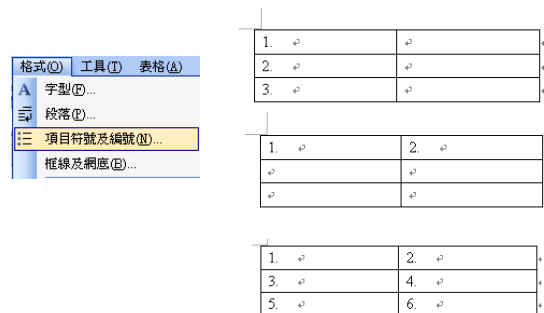 格式(O) 工具(T) 表格(A)
字型(F)...
段落(P)...
項目符號及編號(N)...
框線及網底(B)...
1.
2.
3.
1. 2.
1. 2.
3. 4.
5. 6.